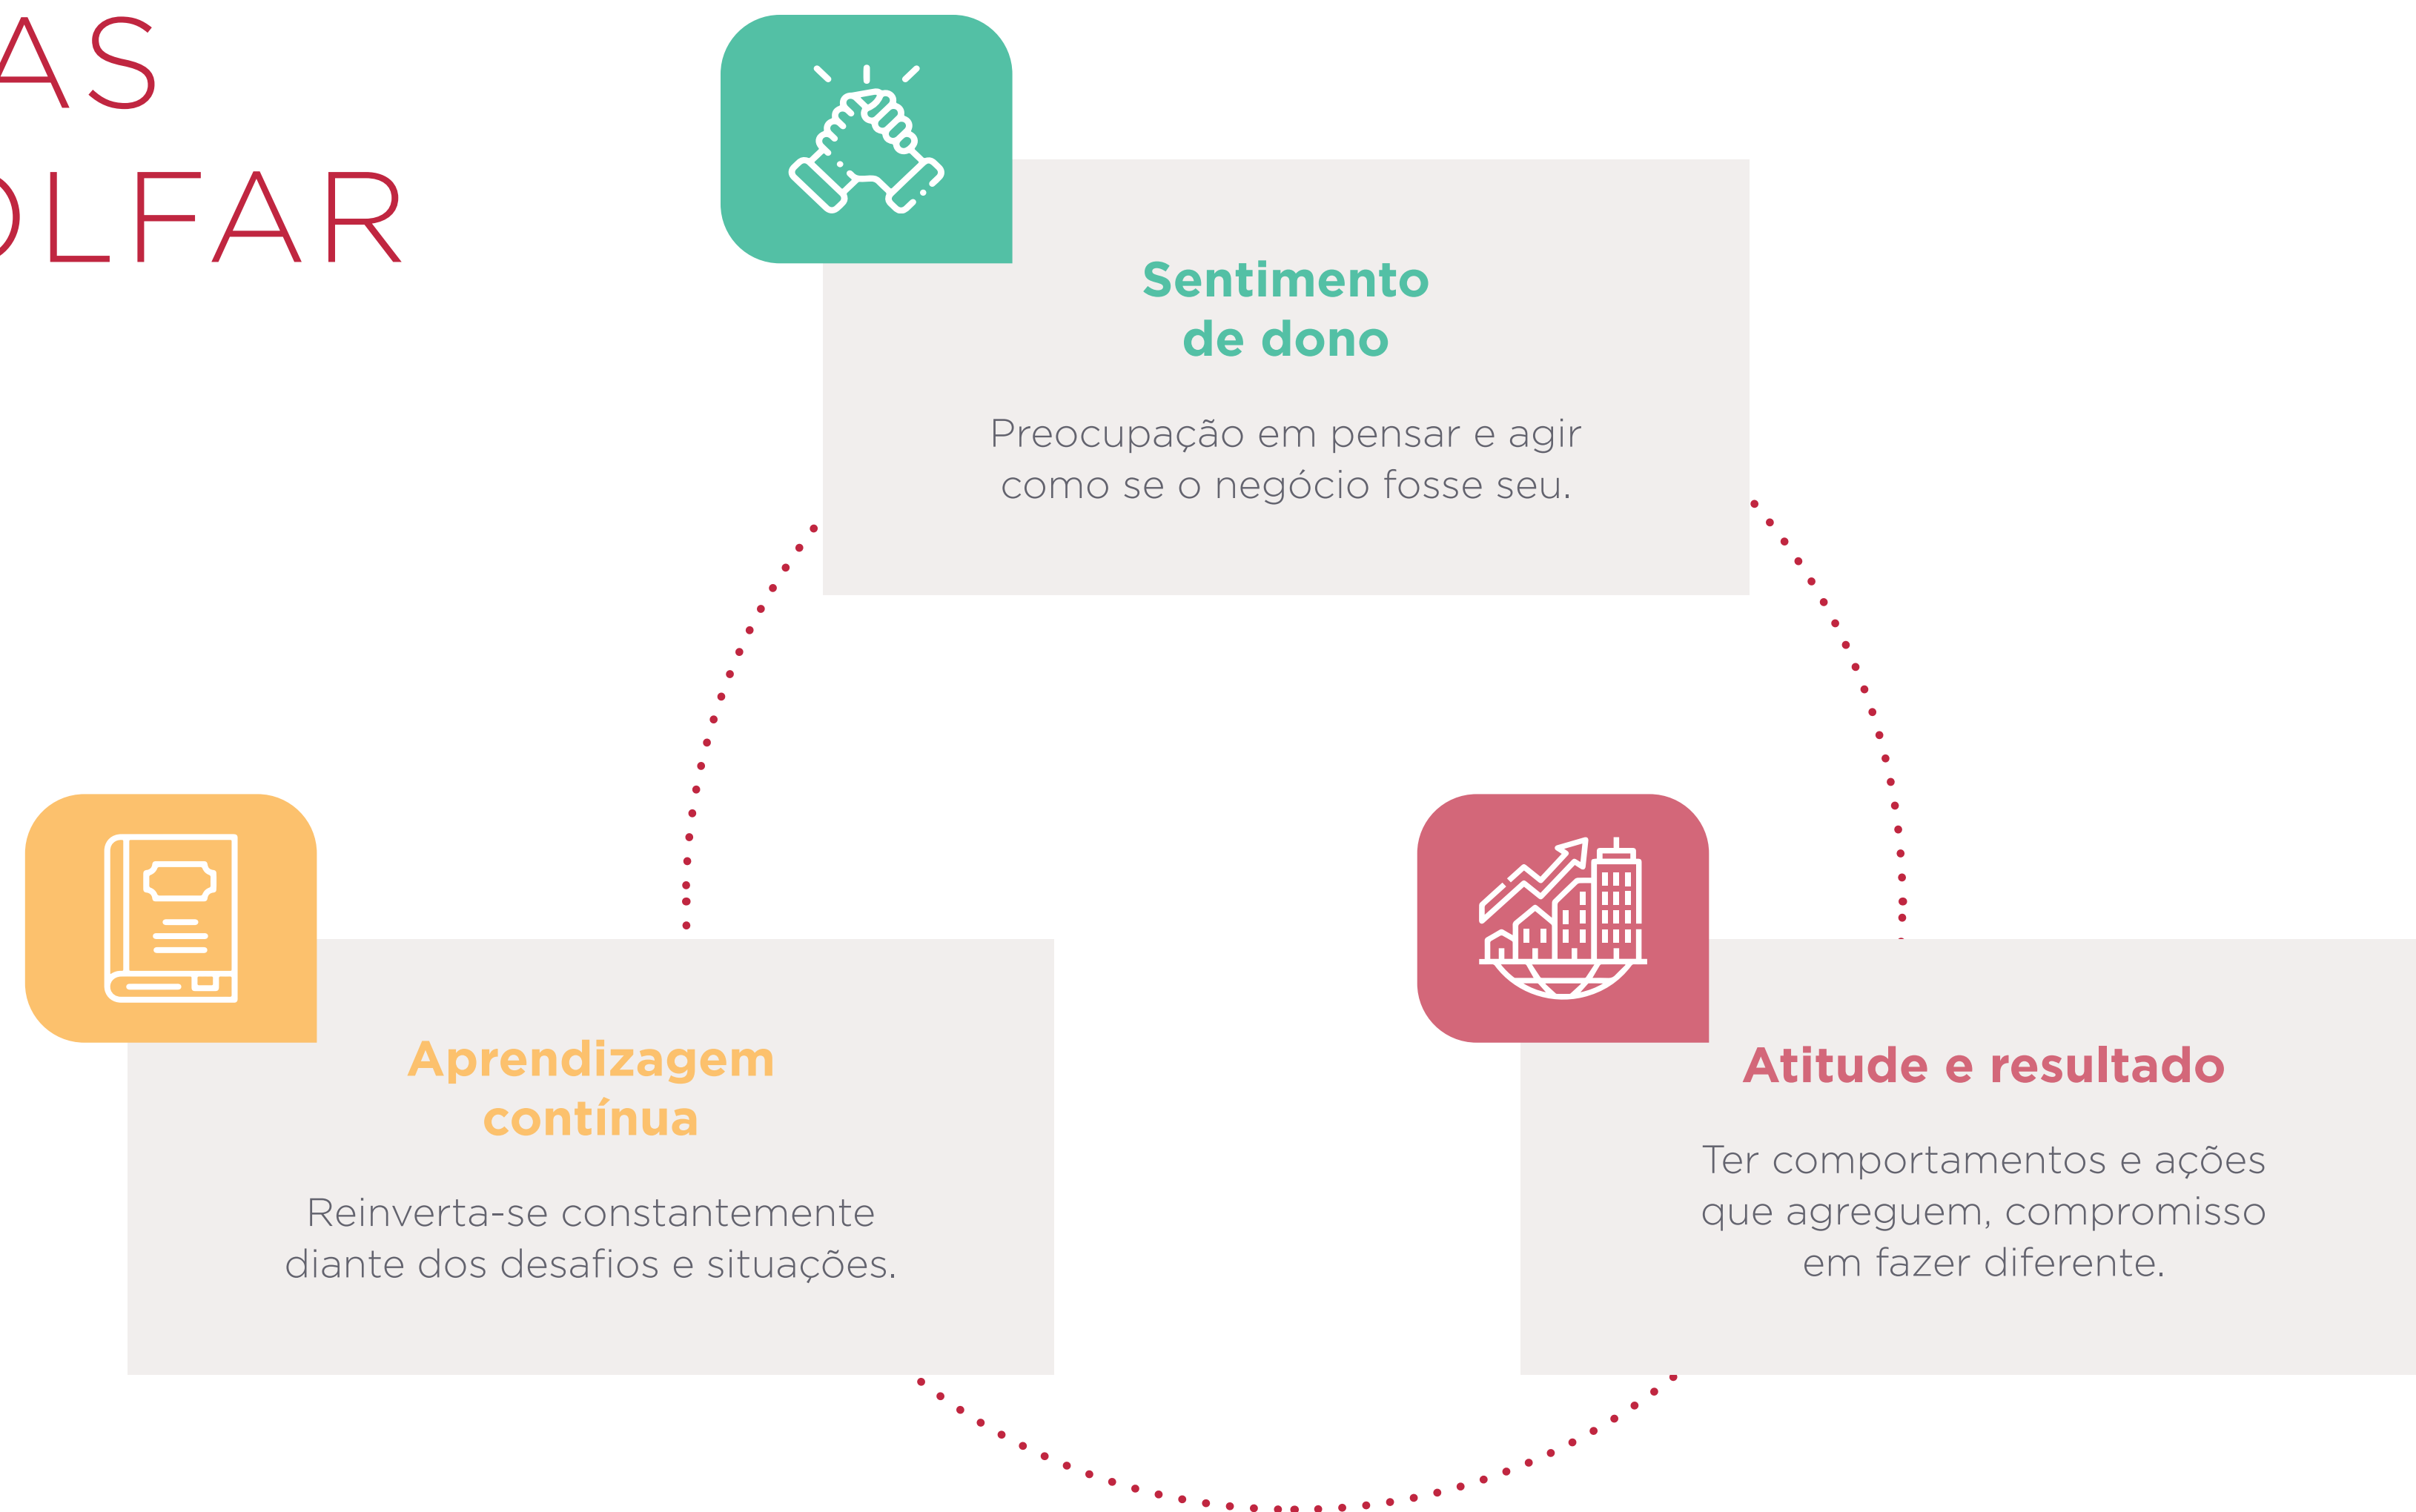 AS
OLFAR
Sentimento
de dono
Preocupação em pensar e agir
como se o negócio fosse seu.
Aprendizagem
contínua
Reinverta-se constantemente
diante dos desafios e situações.
Atitude e resultado
Ter comportamentos e ações
que agreguem, compromisso
em fazer diferente.